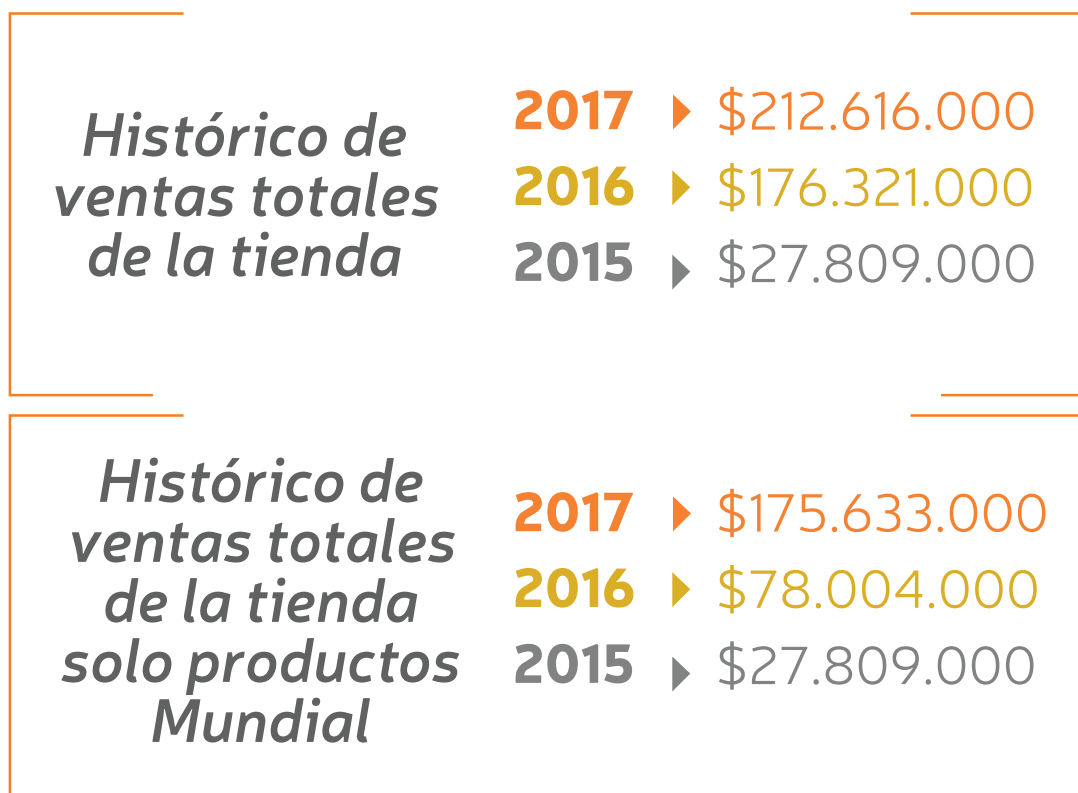 Histórico de
ventas totales
de la tienda
2017 $212.616.000
2016 $176.321.000
2015 $27.809.000
Histórico de
ventas totales
de la tienda
solo productos
Mundial
2017 $175.633.000
2016 $78.004.000
2015 $27.809.000